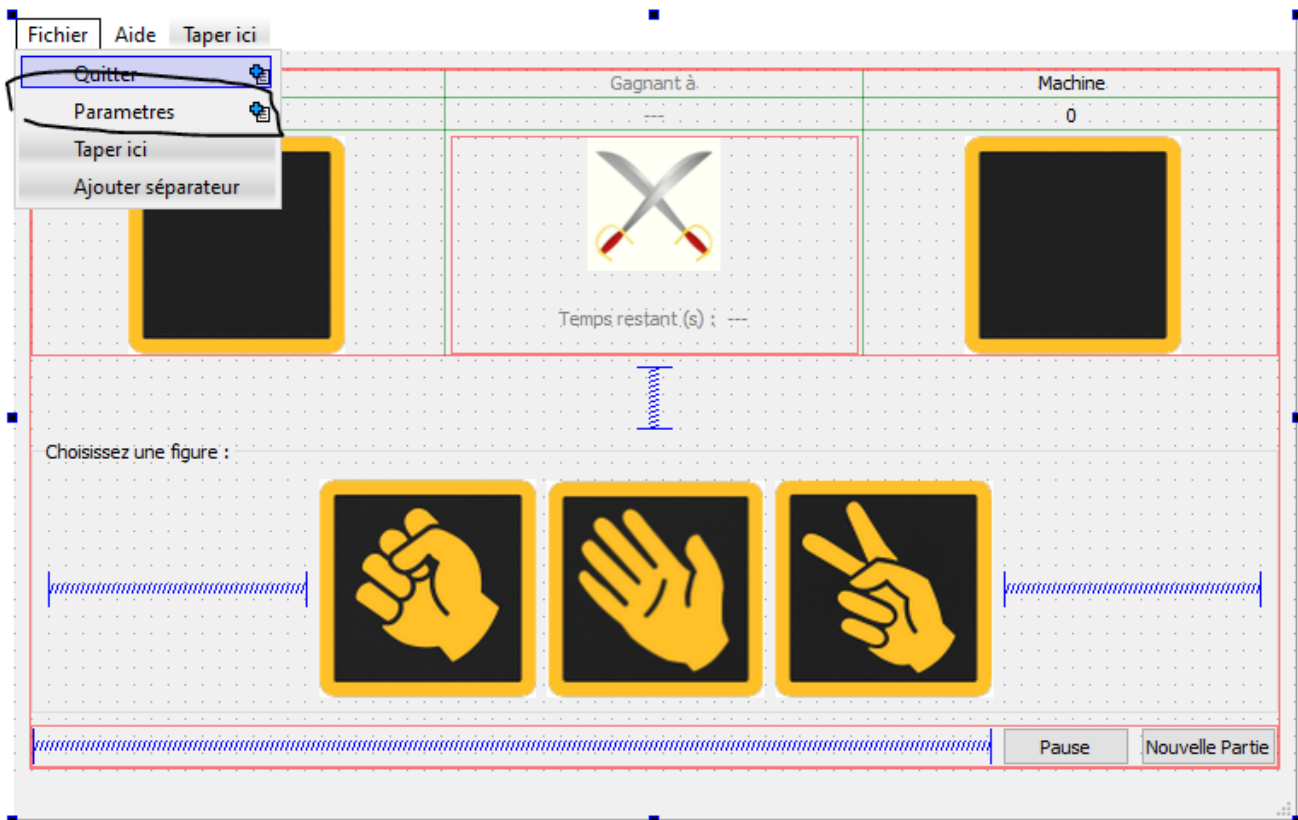 Fichier Aide Taper ici
Quitter
Gagnant à Machine
Parametres
--- 0
Taper ici
Ajouter séparateur
Temps restant (s) : ---
Choisissez une figure :
Pause Nouvelle Partie